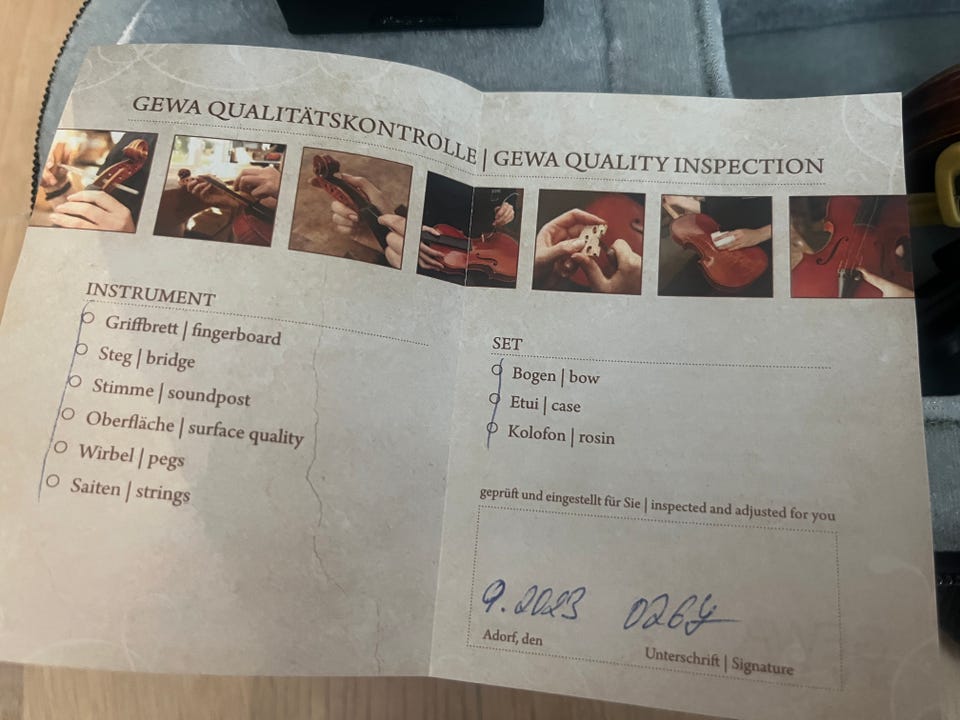 GEWA QUALITÄTSKONTROLLE | GEWA QUALITY INSPECTION
INSTRUMENT
Griffbrett | fingerboard
Steg | bridge
Stimme | soundpost
Oberfläche | surface quality
Wirbel | pegs
Saiten | strings
SET
Bogen | bow
Etui | case
Kolofon | rosin
geprüft und eingestellt für Sie | inspected and adjusted for you
9.2023
Adorf, den
Unterschrift | Signature